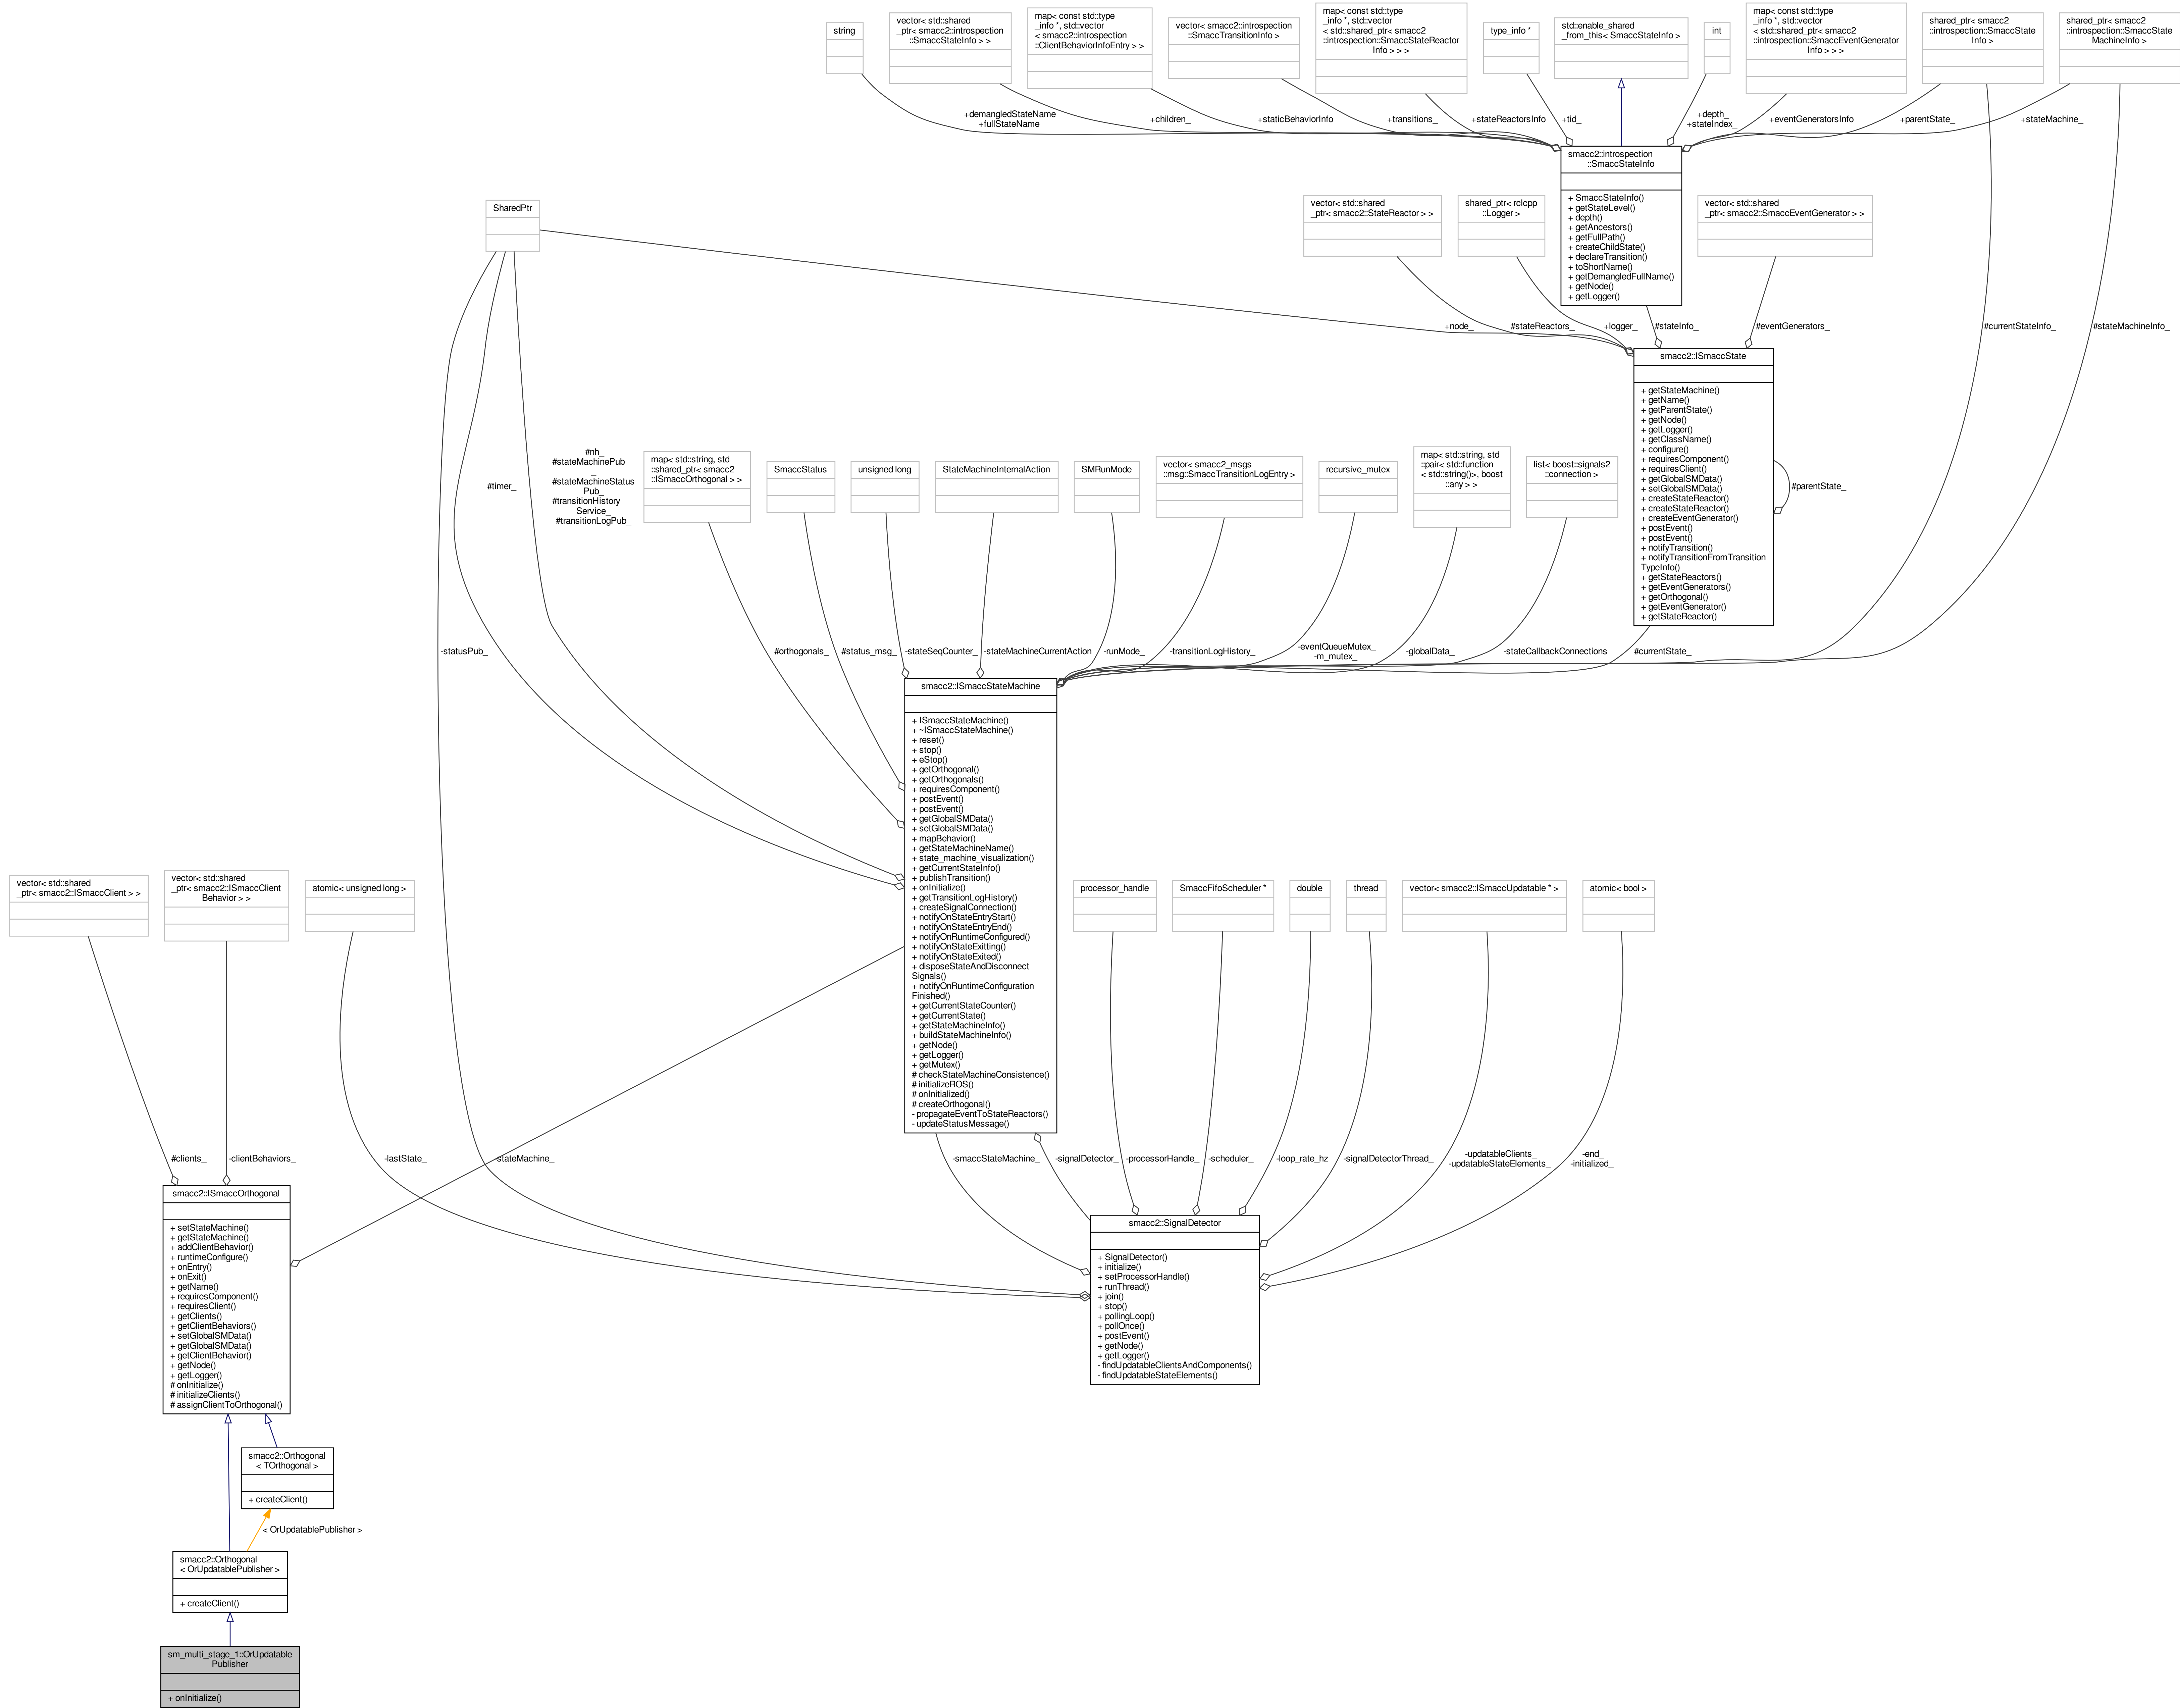 string
vector< std::shared
_ptr< smacc2::introspection
::SmaccStateInfo > >
map< const std::type
_info *, std::vector
< smacc2::introspection
::ClientBehaviorInfoEntry > >
vector< smacc2::introspection
::SmaccTransitionInfo >
map< const std::type
_info *, std::vector
< std::shared_ptr< smacc2
::introspection::SmaccStateReactor
Info > > >
type_info *
std::enable_shared
_from_this< SmaccStateInfo >
int
map< const std::type
_info *, std::vector
< std::shared_ptr< smacc2
::introspection::SmaccEventGenerator
Info > > >
shared_ptr< smacc2
::introspection::SmaccState
Info >
shared_ptr< smacc2
::introspection::SmaccState
MachineInfo >
+demangledStateName
+fullStateName
+children_
+staticBehaviorInfo
+transitions_
+stateReactorsInfo
+tid_
+depth_
+stateIndex_
+eventGeneratorsInfo
+parentState_
+stateMachine_
smacc2::introspection
::SmaccStateInfo
+ SmaccStateInfo()
+ getStateLevel()
+ depth()
+ getAncestors()
+ getFullPath()
+ createChildState()
+ declareTransition()
+ toShortName()
+ getDemangledFullName()
+ getNode()
+ getLogger()
SharedPtr
vector< std::shared
_ptr< smacc2::StateReactor > >
shared_ptr< rclcpp
::Logger >
vector< std::shared
_ptr< smacc2::SmaccEventGenerator > >
+node_
#stateReactors_
+logger_
#stateInfo_
#eventGenerators_
#currentStateInfo_
#stateMachineInfo_
smacc2::ISmaccState
+ getStateMachine()
+ getName()
+ getParentState()
+ getNode()
+ getLogger()
+ getClassName()
+ configure()
+ requiresComponent()
+ requiresClient()
+ getGlobalSMData()
+ setGlobalSMData()
+ createStateReactor()
+ createStateReactor()
+ createEventGenerator()
+ postEvent()
+ postEvent()
+ notifyTransition()
+ notifyTransitionFromTransition
TypeInfo()
+ getStateReactors()
+ getEventGenerators()
+ getOrthogonal()
+ getEventGenerator()
+ getStateReactor()
#parentState_
#timer_
#nh_
#stateMachinePub
_
#stateMachineStatus
Pub_
#transitionHistory
Service_
#transitionLogPub_
map< std::string, std
::shared_ptr< smacc2
::ISmaccOrthogonal > >
SmaccStatus
unsigned long
StateMachineInternalAction
SMRunMode
vector< smacc2_msgs
::msg::SmaccTransitionLogEntry >
recursive_mutex
map< std::string, std
::pair< std::function
< std::string()>, boost
::any > >
list< boost::signals2
::connection >
-statusPub_
#orthogonals_
#status_msg_
-stateSeqCounter_
-stateMachineCurrentAction
-runMode_
-transitionLogHistory_
-eventQueueMutex_
-m_mutex_
-globalData_
-stateCallbackConnections
#currentState_
smacc2::ISmaccStateMachine
+ ISmaccStateMachine()
+ ~ISmaccStateMachine()
+ reset()
+ stop()
+ eStop()
+ getOrthogonal()
+ getOrthogonals()
+ requiresComponent()
+ postEvent()
+ postEvent()
+ getGlobalSMData()
+ setGlobalSMData()
+ mapBehavior()
+ getStateMachineName()
+ state_machine_visualization()
+ getCurrentStateInfo()
+ publishTransition()
+ onInitialize()
+ getTransitionLogHistory()
+ createSignalConnection()
+ notifyOnStateEntryStart()
+ notifyOnStateEntryEnd()
+ notifyOnRuntimeConfigured()
+ notifyOnStateExitting()
+ notifyOnStateExited()
+ disposeStateAndDisconnect
Signals()
+ notifyOnRuntimeConfiguration
Finished()
+ getCurrentStateCounter()
+ getCurrentState()
+ getStateMachineInfo()
+ buildStateMachineInfo()
+ getNode()
+ getLogger()
+ getMutex()
# checkStateMachineConsistence()
# initializeROS()
# onInitialized()
# createOrthogonal()
- propagateEventToStateReactors()
- updateStatusMessage()
vector< std::shared
_ptr< smacc2::ISmaccClient > >
vector< std::shared
_ptr< smacc2::ISmaccClient
Behavior > >
atomic< unsigned long >
processor_handle
SmaccFifoScheduler *
double
thread
vector< smacc2::ISmaccUpdatable * >
atomic< bool >
#clients_
-clientBehaviors_
-lastState_
-stateMachine_
-smaccStateMachine_
-signalDetector_
-processorHandle_
-scheduler_
-loop_rate_hz
-signalDetectorThread_
-updatableClients_
-updatableStateElements_
-end_
-initialized_
smacc2::ISmaccOrthogonal
+ setStateMachine()
+ getStateMachine()
+ addClientBehavior()
+ runtimeConfigure()
+ onEntry()
+ onExit()
+ getName()
+ requiresComponent()
+ requiresClient()
+ getClients()
+ getClientBehaviors()
+ setGlobalSMData()
+ getGlobalSMData()
+ getClientBehavior()
+ getNode()
+ getLogger()
# onInitialize()
# initializeClients()
# assignClientToOrthogonal()
smacc2::SignalDetector
+ SignalDetector()
+ initialize()
+ setProcessorHandle()
+ runThread()
+ join()
+ stop()
+ pollingLoop()
+ pollOnce()
+ postEvent()
+ getNode()
+ getLogger()
- findUpdatableClientsAndComponents()
- findUpdatableStateElements()
smacc2::Orthogonal
< TOrthogonal >
+ createClient()
< OrUpdatablePublisher >
smacc2::Orthogonal
< OrUpdatablePublisher >
+ createClient()
sm_multi_stage_1::OrUpdatable
Publisher
+ onInitialize()